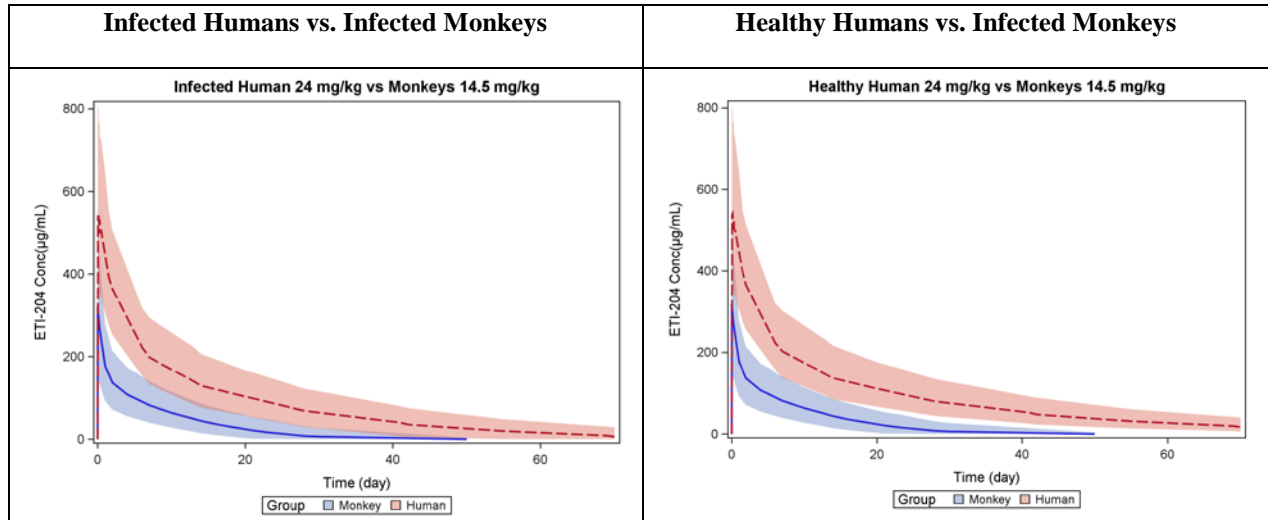 Infected Humans vs. Infected Monkeys
Healthy Humans vs. Infected Monkeys
Infected Human 24 mg/kg vs Monkeys 14.5 mg/kg
800
600
400
200
0
ETI-204 Conc(µg/mL)
0 20 40 60
Time (day)
Group Monkey Human
Healthy Human 24 mg/kg vs Monkeys 14.5 mg/kg
800
600
400
200
0
ETI-204 Conc(µg/mL)
0 20 40 60
Time (day)
Group Monkey Human